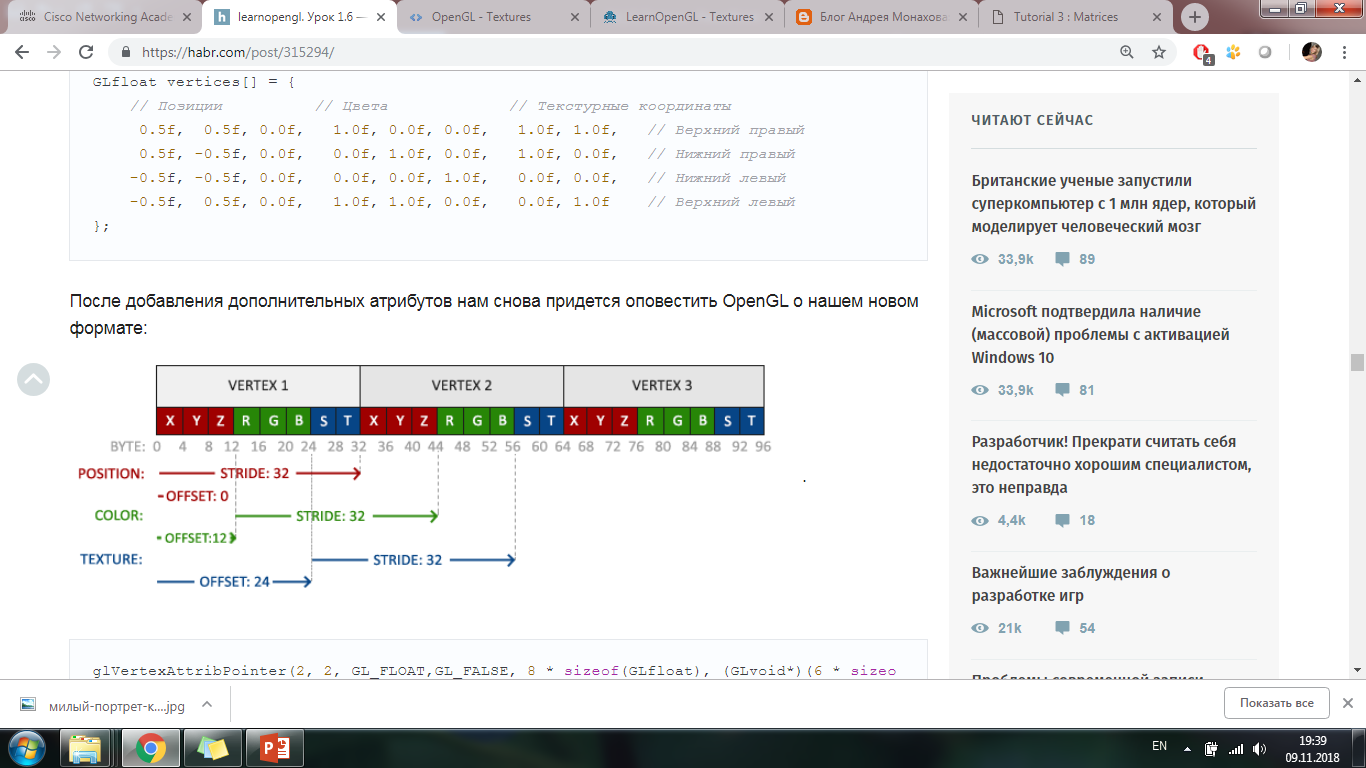 Cisco Networking Acade
learnopengl. Урок 1.6 —
OpenGL - Textures
LearnOpenGL - Textures
Блог Андрея Монахова
Tutorial 3 : Matrices
https://habr.com/post/315294/
4
GLfloat vertices[] = {
// Позиции // Цвета // Текстурные координаты
0.5f, 0.5f, 0.0f, 1.0f, 0.0f, 0.0f, 1.0f, 1.0f, // Верхний правый
0.5f, -0.5f, 0.0f, 0.0f, 1.0f, 0.0f, 1.0f, 0.0f, // Нижний правый
-0.5f, -0.5f, 0.0f, 0.0f, 0.0f, 1.0f, 0.0f, 0.0f, // Нижний левый
-0.5f, 0.5f, 0.0f, 1.0f, 1.0f, 0.0f, 0.0f, 1.0f // Верхний левый
};
После добавления дополнительных атрибутов нам снова придется оповестить OpenGL о нашем новом
формате:
VERTEX 1 VERTEX 2 VERTEX 3
X Y Z R G B S T X Y Z R G B S T X Y Z R G B S T
BYTE: 0 4 8 12 16 20 24 28 32 36 40 44 48 52 56 60 64 68 72 76 80 84 88 92 96
POSITION: STRIDE: 32
OFFSET: 0
COLOR: STRIDE: 32
OFFSET:12
TEXTURE: STRIDE: 32
OFFSET: 24
.
glVertexAttribPointer(2, 2, GL_FLOAT,GL_FALSE, 8 * sizeof(GLfloat), (GLvoid*)(6 * sizeo
ЧИТАЮТ СЕЙЧАС
Британские ученые запустили
суперкомпьютер с 1 млн ядер, который
моделирует человеческий мозг
33,9k 89
Microsoft подтвердила наличие
(массовой) проблемы с активацией
Windows 10
33,9k 81
Разработчик! Прекрати считать себя
недостаточно хорошим специалистом,
это неправда
4,4k 18
Важнейшие заблуждения о
разработке игр
21k 54
Проблемы современной записи
милый-портрет-к....jpg
Показать все
EN
19:39
09.11.2018